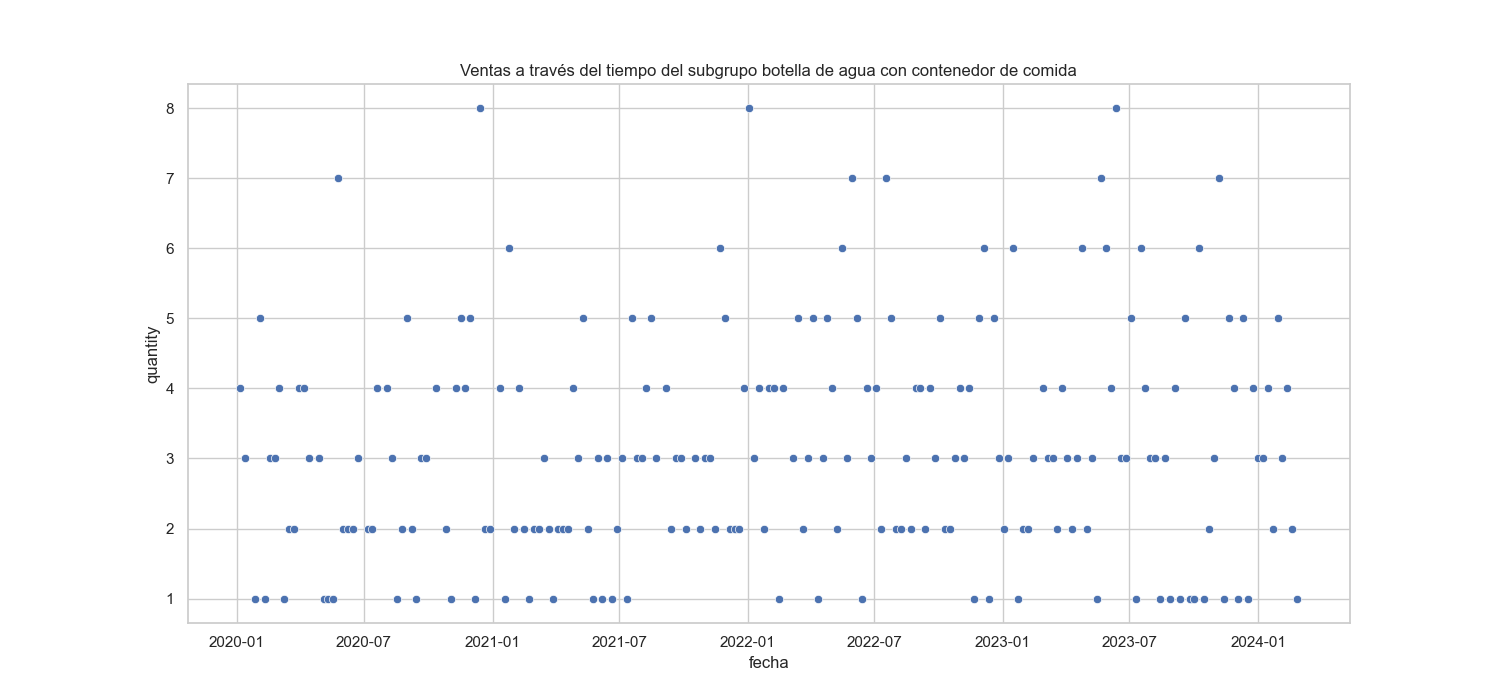 Ventas a través del tiempo del subgrupo botella de agua con contenedor de comida
8
7
6
5
4
3
2
1
quantity
2020-01 2020-07 2021-01 2021-07 2022-01 2022-07 2023-01 2023-07 2024-01
fecha